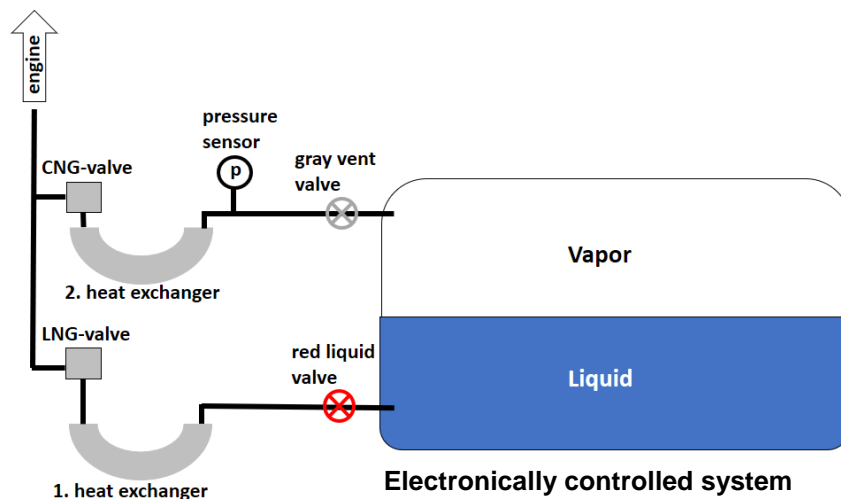 engine
pressure
sensor
p
CNG-valve
gray vent
valve
2. heat exchanger
Vapor
LNG-valve
red liquid
valve
Liquid
1. heat exchanger
Electronically controlled system